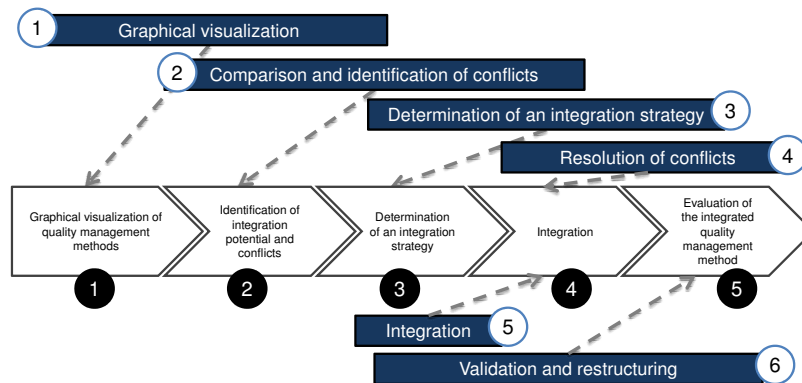 1 Graphical visualization
2 Comparison and identification of conflicts
Determination of an integration strategy 3
Resolution of conflicts 4
Graphical visualization of
quality management
methods
1
Identification of
integration
potential and
conflicts
2
Determination
of an integration
strategy
3
Integration
4
Evaluation of
the integrated
quality
management
method
5
Integration 5
Validation and restructuring 6